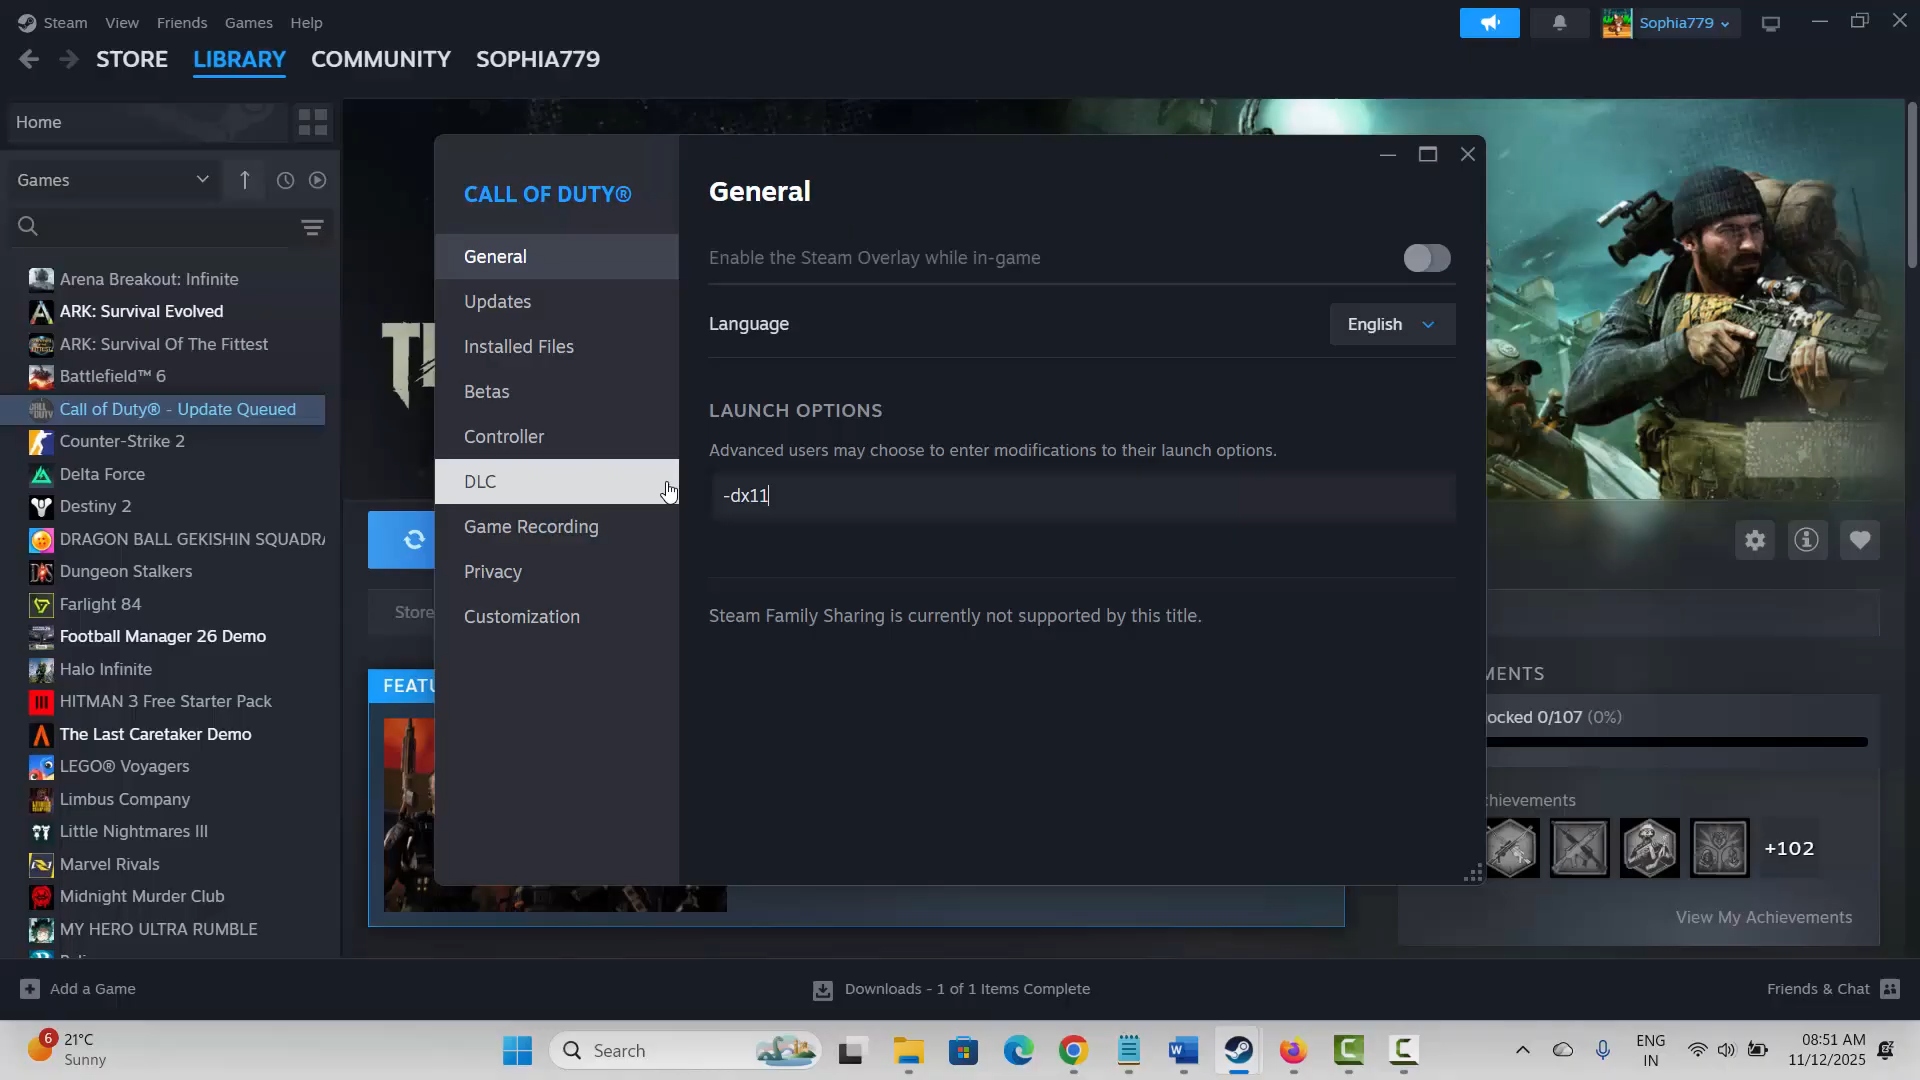 Steam View Friends Games Help
Sophia779
STORE LIBRARY COMMUNITY SOPHIA779
Home
Games
Arena Breakout: Infinite
ARK: Survival Evolved
ARK: Survival Of The Fittest
Battlefield™ 6
Call of Duty® - Update Queued
Counter-Strike 2
Delta Force
Destiny 2
DRAGON BALL GEKISHIN SQUADRA
Dungeon Stalkers
Farlight 84
Football Manager 26 Demo
Halo Infinite
HITMAN 3 Free Starter Pack
The Last Caretaker Demo
LEGO® Voyagers
Limbus Company
Little Nightmares III
Marvel Rivals
Midnight Murder Club
MY HERO ULTRA RUMBLE
CALL OF DUTY®
General
Updates
Installed Files
Betas
Controller
DLC
Game Recording
Privacy
Customization
General
Enable the Steam Overlay while in-game
Language
English
LAUNCH OPTIONS
Advanced users may choose to enter modifications to their launch options.
-dx11
Steam Family Sharing is currently not supported by this title.
Store
FEATU
MENTS
ocked 0/107 (0%)
chievements
+102
View My Achievements
Add a Game
Downloads - 1 of 1 Items Complete
Friends & Chat
6
21°C
Sunny
Search
ENG
IN
08:51 AM
11/12/2025